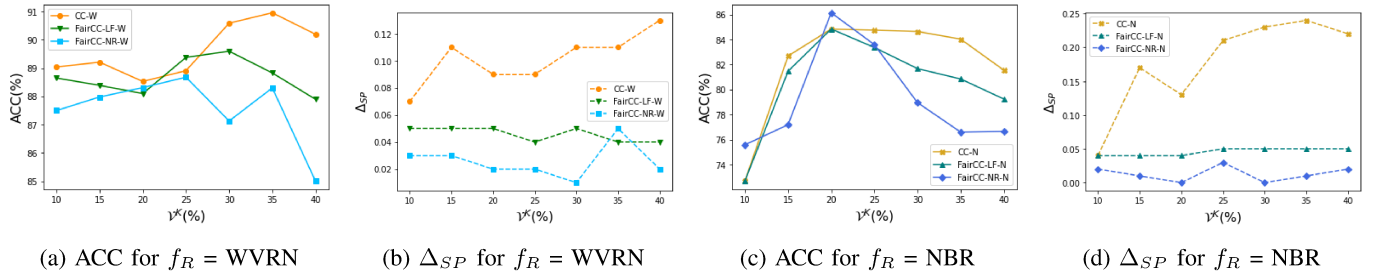 CC-W
FairCC-LF-W
FairCC-NR-W
91
90
89
88
87
86
85
ACC(%)
10 15 20 25 30 35 40
𝒱ᴷ(%)
(a) ACC for f_R = WVRN
0.12
0.10
0.08
0.06
0.04
0.02
Δ_SP
CC-W
FairCC-LF-W
FairCC-NR-W
10 15 20 25 30 35 40
𝒱ᴷ(%)
(b) Δ_SP for f_R = WVRN
86
84
82
80
78
76
74
ACC(%)
CC-N
FairCC-LF-N
FairCC-NR-N
10 15 20 25 30 35 40
𝒱ᴷ(%)
(c) ACC for f_R = NBR
0.25
0.20
0.15
0.10
0.05
0.00
Δ_SP
CC-N
FairCC-LF-N
FairCC-NR-N
10 15 20 25 30 35 40
𝒱ᴷ(%)
(d) Δ_SP for f_R = NBR